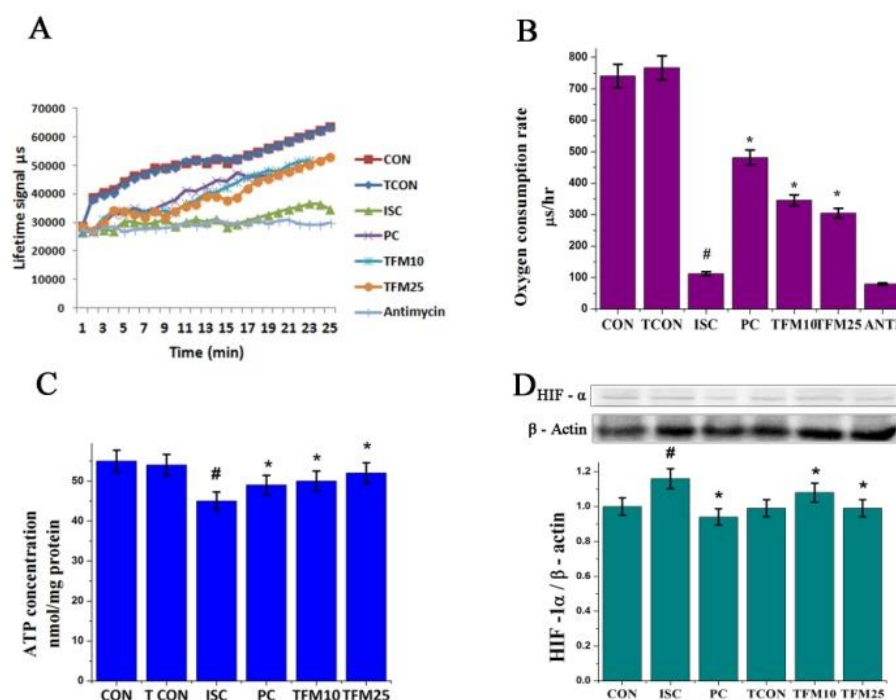 A
Lifetime signal µs
70000
60000
50000
40000
30000
20000
10000
0
1 3 5 7 9 11 13 15 17 19 21 23 25
Time (min)
CON
TCON
ISC
PC
TFM10
TFM25
Antimycin
B
Oxygen consumption rate
µs/hr
800
700
600
500
400
300
200
100
0
#
*
*
*
CON TCON ISC PC TFM10 TFM25 ANTI
C
ATP concentration
nmol/mg protein
50
40
30
20
10
0
#
*
*
*
CON T CON ISC PC TFM10 TFM25
D
HIF - α
β - Actin
HIF -1α / β - actin
1.2
1.0
0.8
0.6
0.4
0.2
0.0
#
*
*
*
CON ISC PC TCON TFM10 TFM25